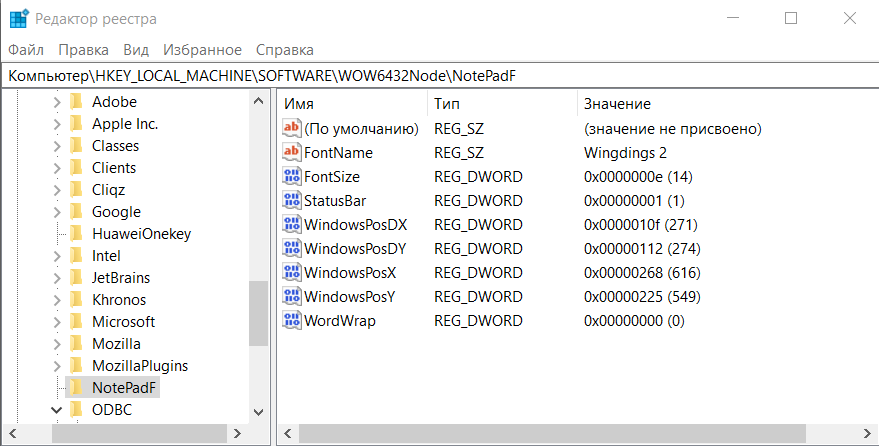 Редактор реестра
Файл Правка Вид Избранное Справка
Компьютер\HKEY_LOCAL_MACHINE\SOFTWARE\WOW6432Node\NotePadF
Adobe
Apple Inc.
Classes
Clients
Cliqz
Google
HuaweiOnekey
Intel
JetBrains
Khronos
Microsoft
Mozilla
MozillaPlugins
NotePadF
ODBC
Имя Тип Значение
(По умолчанию) REG_SZ (значение не присвоено)
FontName REG_SZ Wingdings 2
FontSize REG_DWORD 0x0000000e (14)
StatusBar REG_DWORD 0x00000001 (1)
WindowsPosDX REG_DWORD 0x0000010f (271)
WindowsPosDY REG_DWORD 0x00000112 (274)
WindowsPosX REG_DWORD 0x00000268 (616)
WindowsPosY REG_DWORD 0x00000225 (549)
WordWrap REG_DWORD 0x00000000 (0)